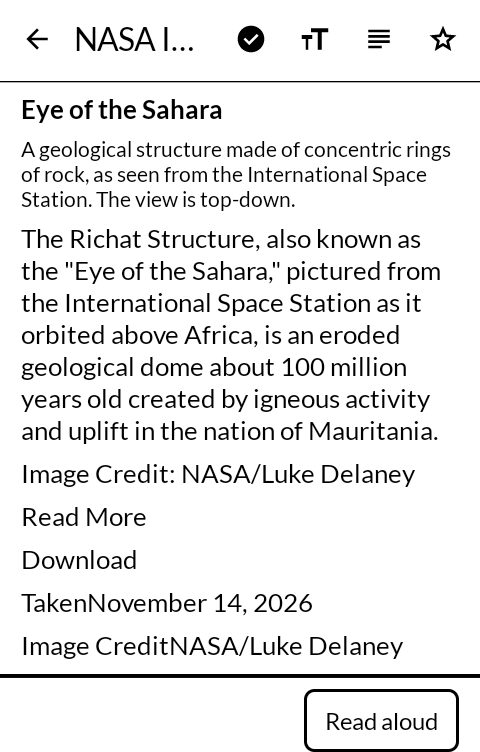 NASA I...
Eye of the Sahara
A geological structure made of concentric rings
of rock, as seen from the International Space
Station. The view is top-down.
The Richat Structure, also known as
the "Eye of the Sahara," pictured from
the International Space Station as it
orbited above Africa, is an eroded
geological dome about 100 million
years old created by igneous activity
and uplift in the nation of Mauritania.
Image Credit: NASA/Luke Delaney
Read More
Download
TakenNovember 14, 2026
Image CreditNASA/Luke Delaney
Read aloud